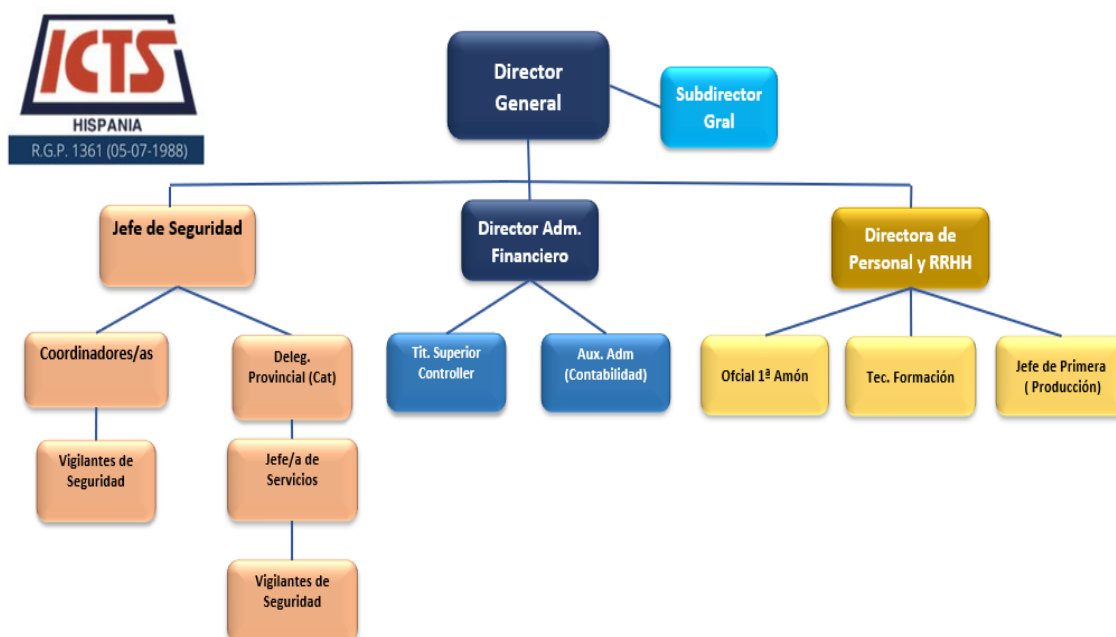 ICTS
HISPANIA
R.G.P. 1361 (05-07-1988)
Director
General
Subdirector
Gral
Jefe de Seguridad
Director Adm.
Financiero
Directora de
Personal y RRHH
Coordinadores/as
Deleg.
Provincial (Cat)
Tit. Superior
Controller
Aux. Adm
(Contabilidad)
Ofcial 1ª Amón
Tec. Formación
Jefe de Primera
( Producción)
Vigilantes de
Seguridad
Jefe/a de
Servicios
Vigilantes de
Seguridad